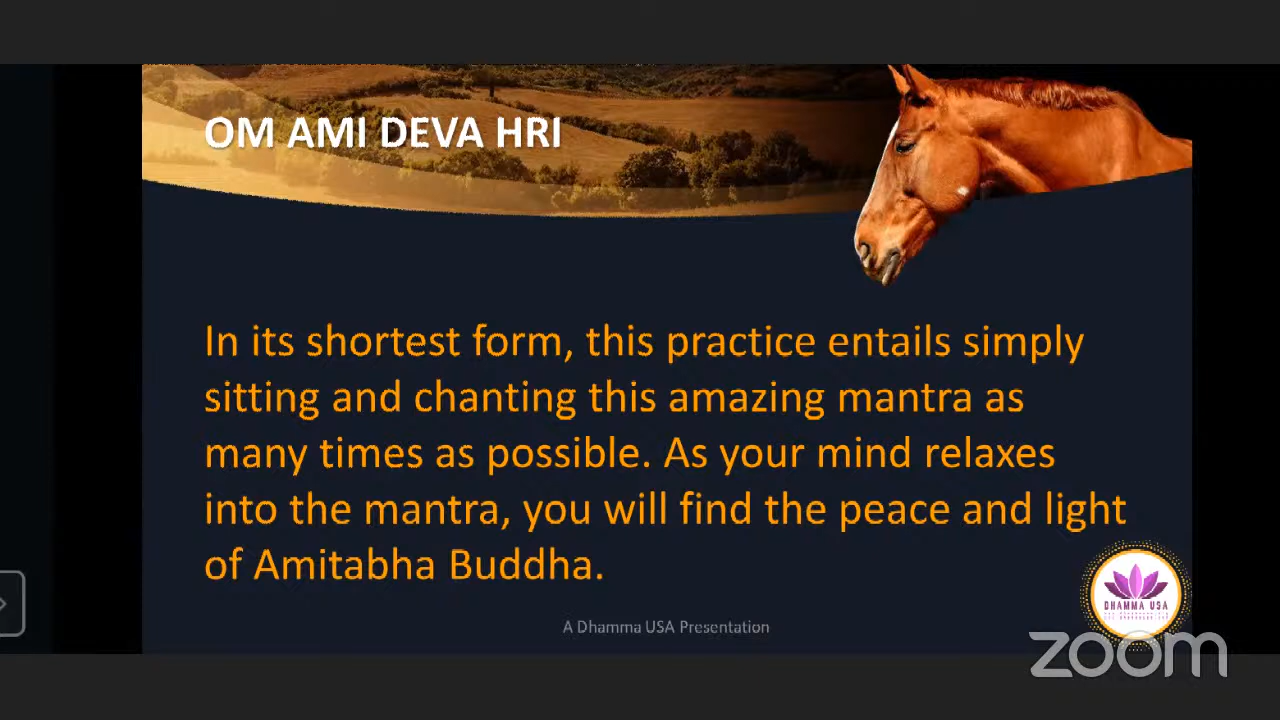 OM AMI DEVA HRI
In its shortest form, this practice entails simply
sitting and chanting this amazing mantra as
many times as possible. As your mind relaxes
into the mantra, you will find the peace and light
of Amitabha Buddha.
A Dhamma USA Presentation
DHAMMA USA
zoom